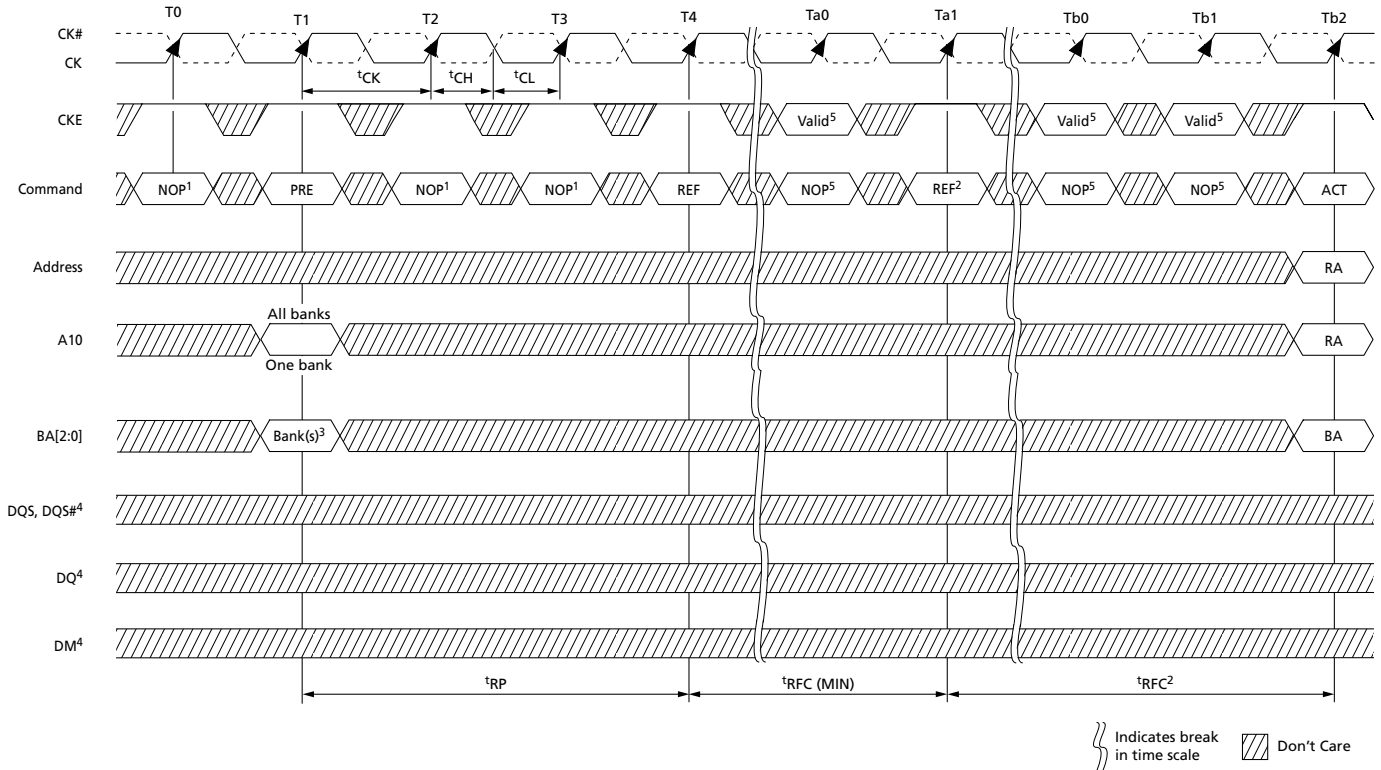 T0 T1 T2 T3 T4 Ta0 Ta1 Tb0 Tb1 Tb2
CK#
CK
tCK tCH tCL
CKE Valid5 Valid5 Valid5
Command NOP1 PRE NOP1 NOP1 REF NOP5 REF2 NOP5 NOP5 ACT
Address RA
All banks
A10 RA
One bank
BA[2:0] Bank(s)3 BA
DQS, DQS#4
DQ4
DM4
tRP tRFC (MIN) tRFC2
Indicates break
in time scale
Don't Care